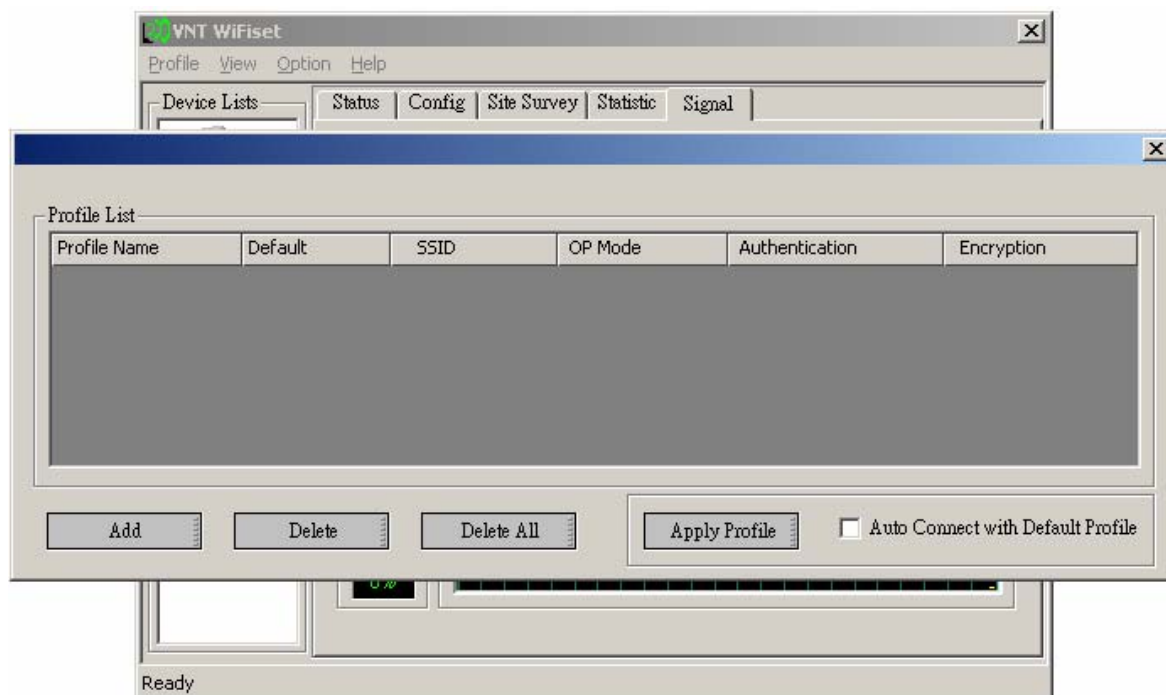 VNT WiFiset
Profile View Option Help
Device Lists
Status Config Site Survey Statistic Signal
Profile List
Profile Name Default SSID OP Mode Authentication Encryption
Add Delete Delete All Apply Profile Auto Connect with Default Profile
Ready